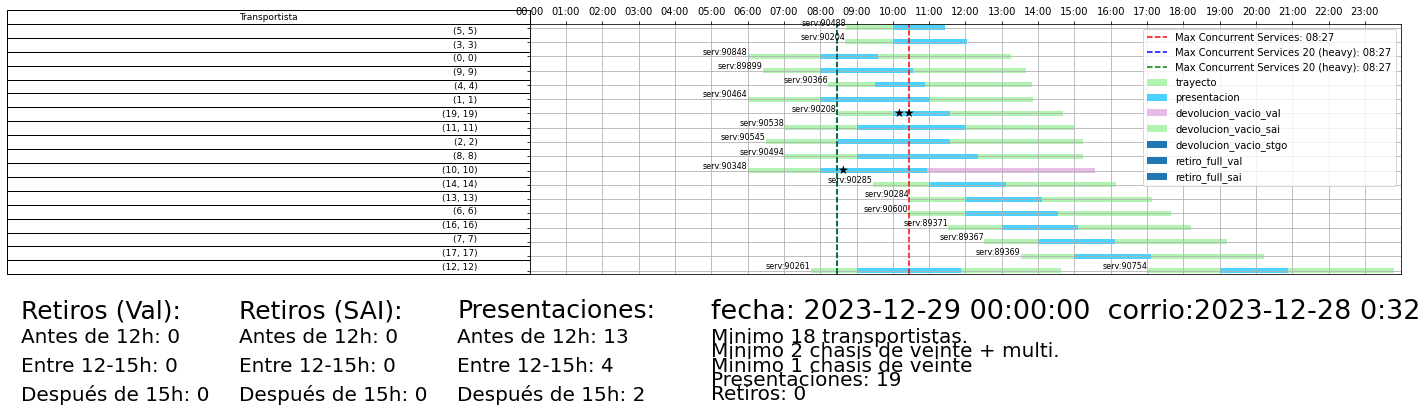 Transportista
00:00 01:00 02:00 03:00 04:00 05:00 06:00 07:00 08:00 09:00 10:00 11:00 12:00 13:00 14:00 15:00 16:00 17:00 18:00 19:00 20:00 21:00 22:00 23:00
(5, 5) serv:90488
(3, 3) serv:90204
(0, 0) serv:90848
(9, 9) serv:89899
(4, 4) serv:90366
(1, 1) serv:90464
(19, 19) serv:90208
(11, 11) serv:90538
(2, 2) serv:90545
(8, 8) serv:90494
(10, 10) serv:90348
(14, 14) serv:90285
(13, 13) serv:90284
(6, 6) serv:90600
(16, 16) serv:89371
(7, 7) serv:89367
(17, 17) serv:89369
(12, 12) serv:90261 serv:90754
Max Concurrent Services: 08:27
Max Concurrent Services 20 (heavy): 08:27
Max Concurrent Services 20 (heavy): 08:27
trayecto
presentacion
devolucion_vacio_val
devolucion_vacio_sai
devolucion_vacio_stgo
retiro_full_val
retiro_full_sai
Retiros (Val):
Antes de 12h: 0
Entre 12-15h: 0
Después de 15h: 0
Retiros (SAI):
Antes de 12h: 0
Entre 12-15h: 0
Después de 15h: 0
Presentaciones:
Antes de 12h: 13
Entre 12-15h: 4
Después de 15h: 2
fecha: 2023-12-29 00:00:00 corrio:2023-12-28 0:32
Minimo 18 transportistas.
Minimo 2 chasis de veinte + multi.
Minimo 1 chasis de veinte
Presentaciones: 19
Retiros: 0